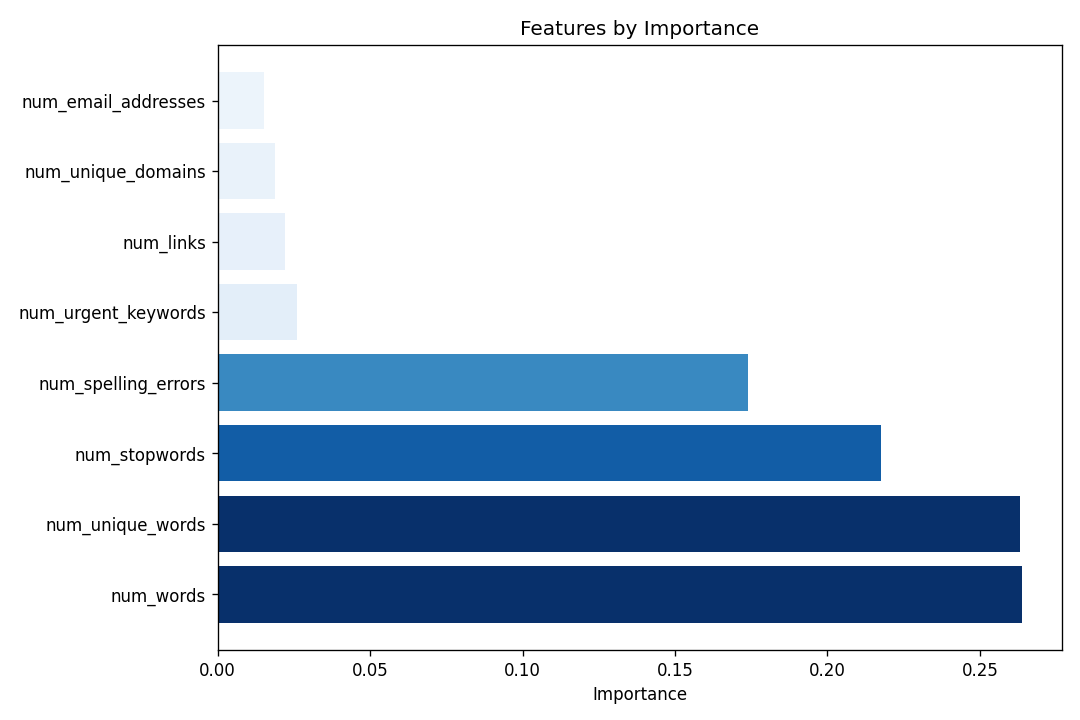 Features by Importance
num_email_addresses
num_unique_domains
num_links
num_urgent_keywords
num_spelling_errors
num_stopwords
num_unique_words
num_words
0.00 0.05 0.10 0.15 0.20 0.25
Importance